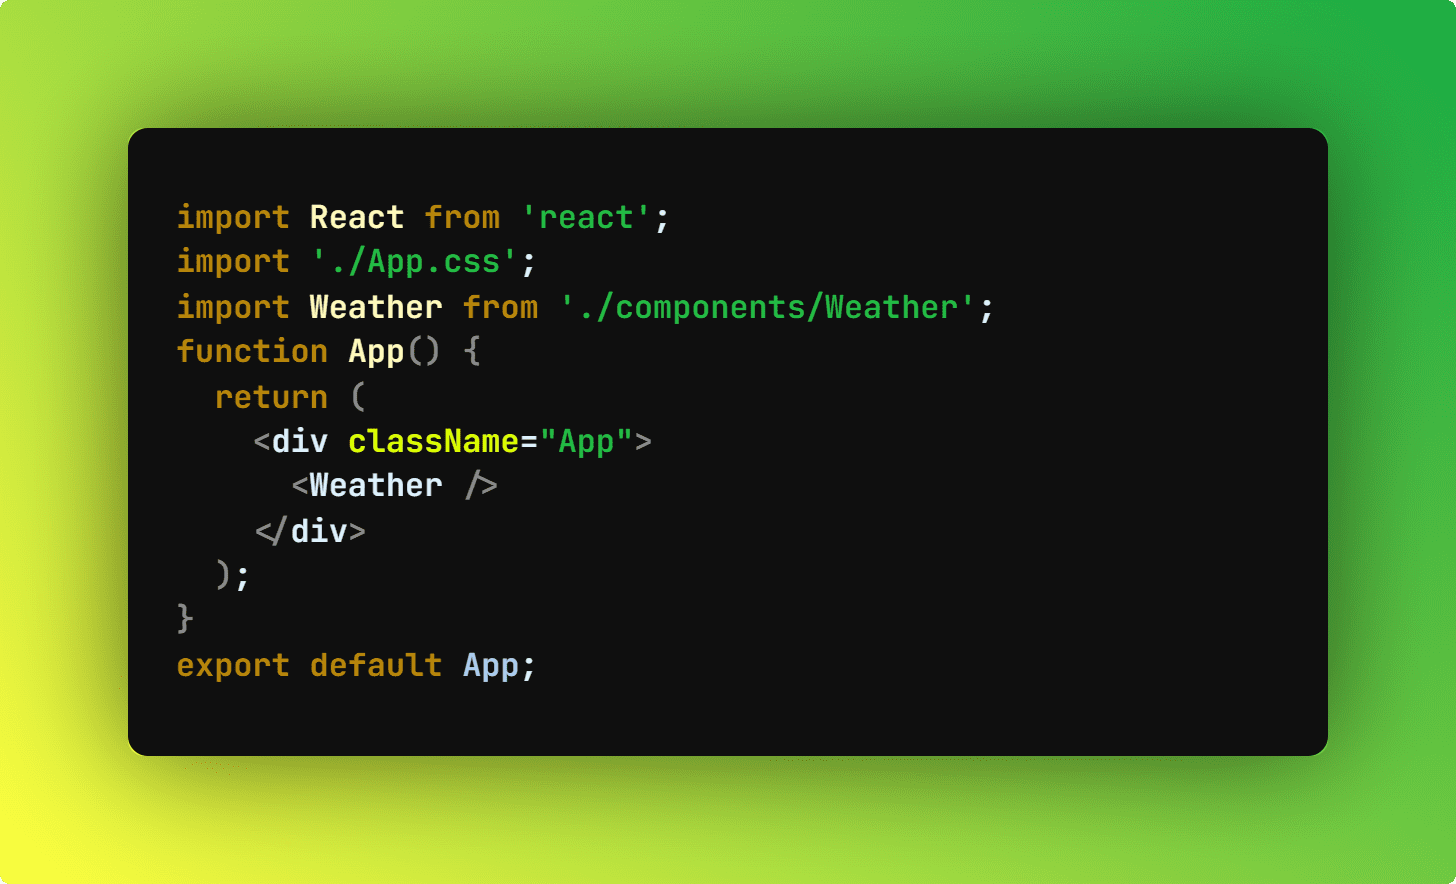 import React from 'react';
import './App.css';
import Weather from './components/Weather';
function App() {
  return (
    <div className="App">
      <Weather />
    </div>
  );
}
export default App;